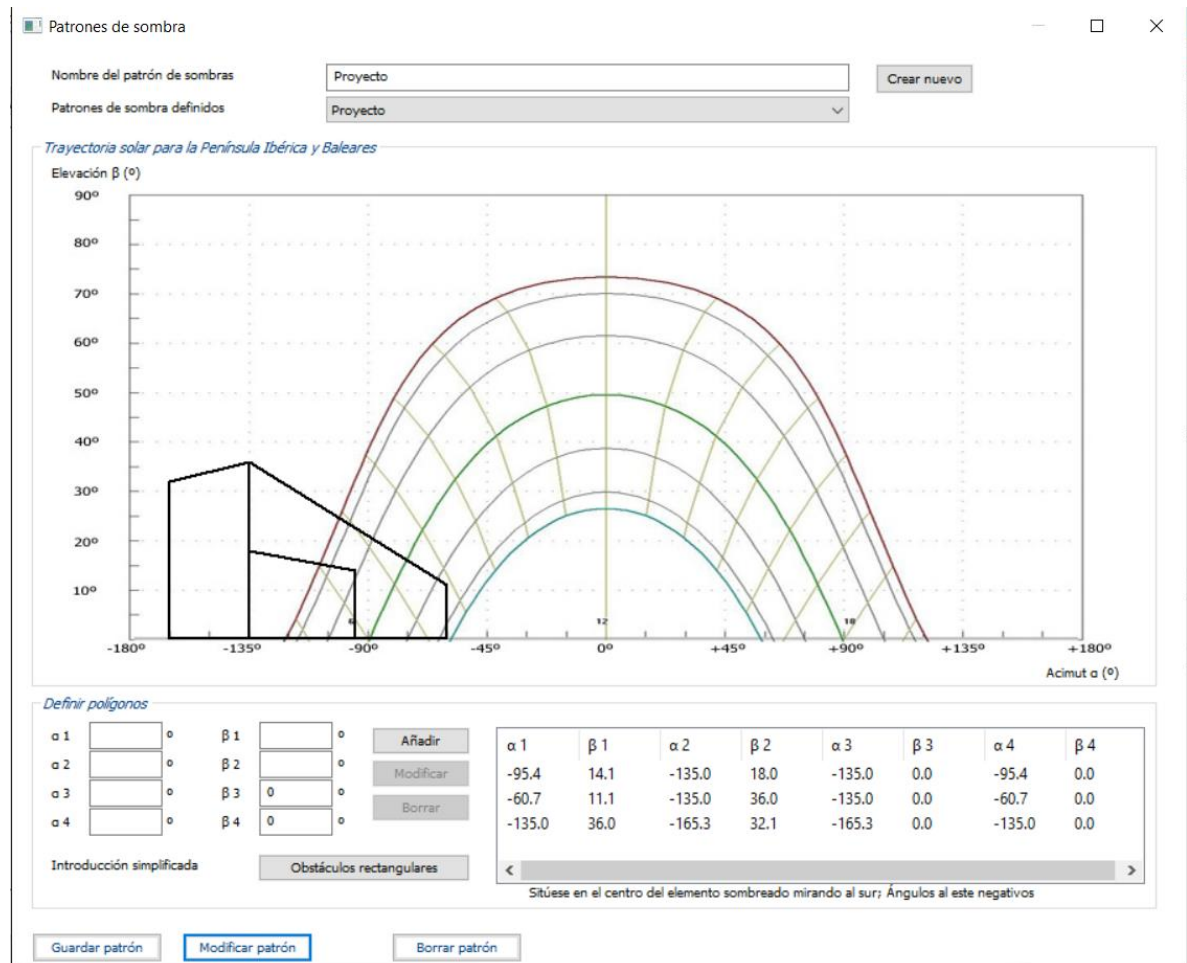 Patrones de sombra
Nombre del patrón de sombras Proyecto Crear nuevo
Patrones de sombra definidos Proyecto
Trayectoria solar para la Península Ibérica y Baleares
Elevación β (º)
90º
80º
70º
60º
50º
40º
30º
20º
10º
6 12 18
-180º -135º -90º -45º 0º +45º +90º +135º +180º
Acimut α (º)
Definir polígonos
α 1 º β 1 º Añadir
α 2 º β 2 º Modificar
α 3 º β 3 0 º Borrar
α 4 º β 4 0 º
Introducción simplificada Obstáculos rectangulares
α 1 β 1 α 2 β 2 α 3 β 3 α 4 β 4
-95.4 14.1 -135.0 18.0 -135.0 0.0 -95.4 0.0
-60.7 11.1 -135.0 36.0 -135.0 0.0 -60.7 0.0
-135.0 36.0 -165.3 32.1 -165.3 0.0 -135.0 0.0
Sitúese en el centro del elemento sombreado mirando al sur; Ángulos al este negativos
Guardar patrón Modificar patrón Borrar patrón